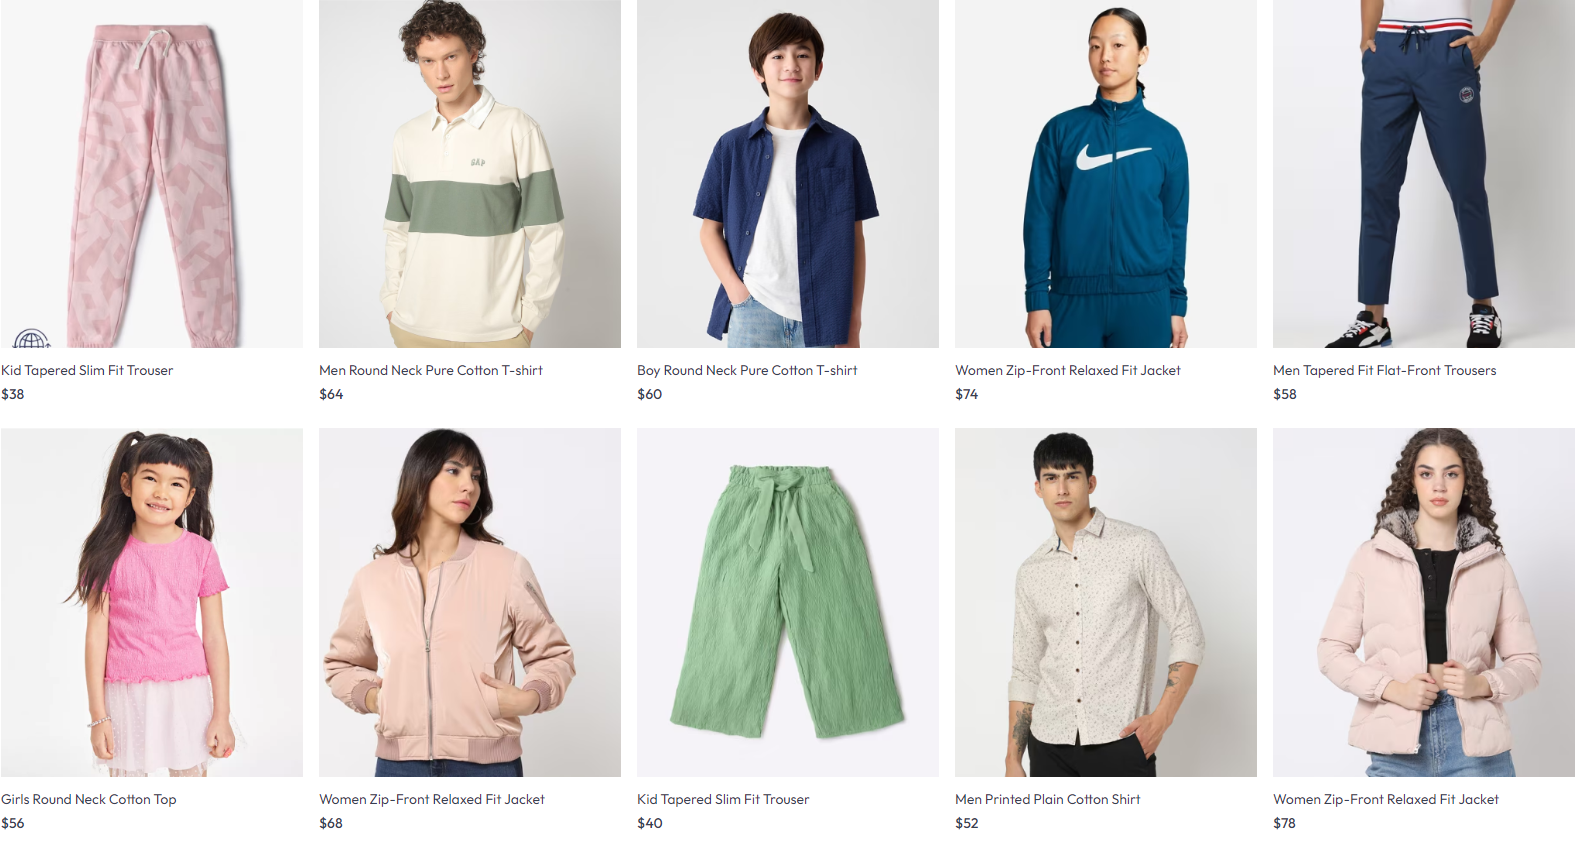 GAP
Kid Tapered Slim Fit Trouser
Men Round Neck Pure Cotton T-shirt
Boy Round Neck Pure Cotton T-shirt
Women Zip-Front Relaxed Fit Jacket
Men Tapered Fit Flat-Front Trousers
$38
$64
$60
$74
$58
Girls Round Neck Cotton Top
Women Zip-Front Relaxed Fit Jacket
Kid Tapered Slim Fit Trouser
Men Printed Plain Cotton Shirt
Women Zip-Front Relaxed Fit Jacket
$56
$68
$40
$52
$78